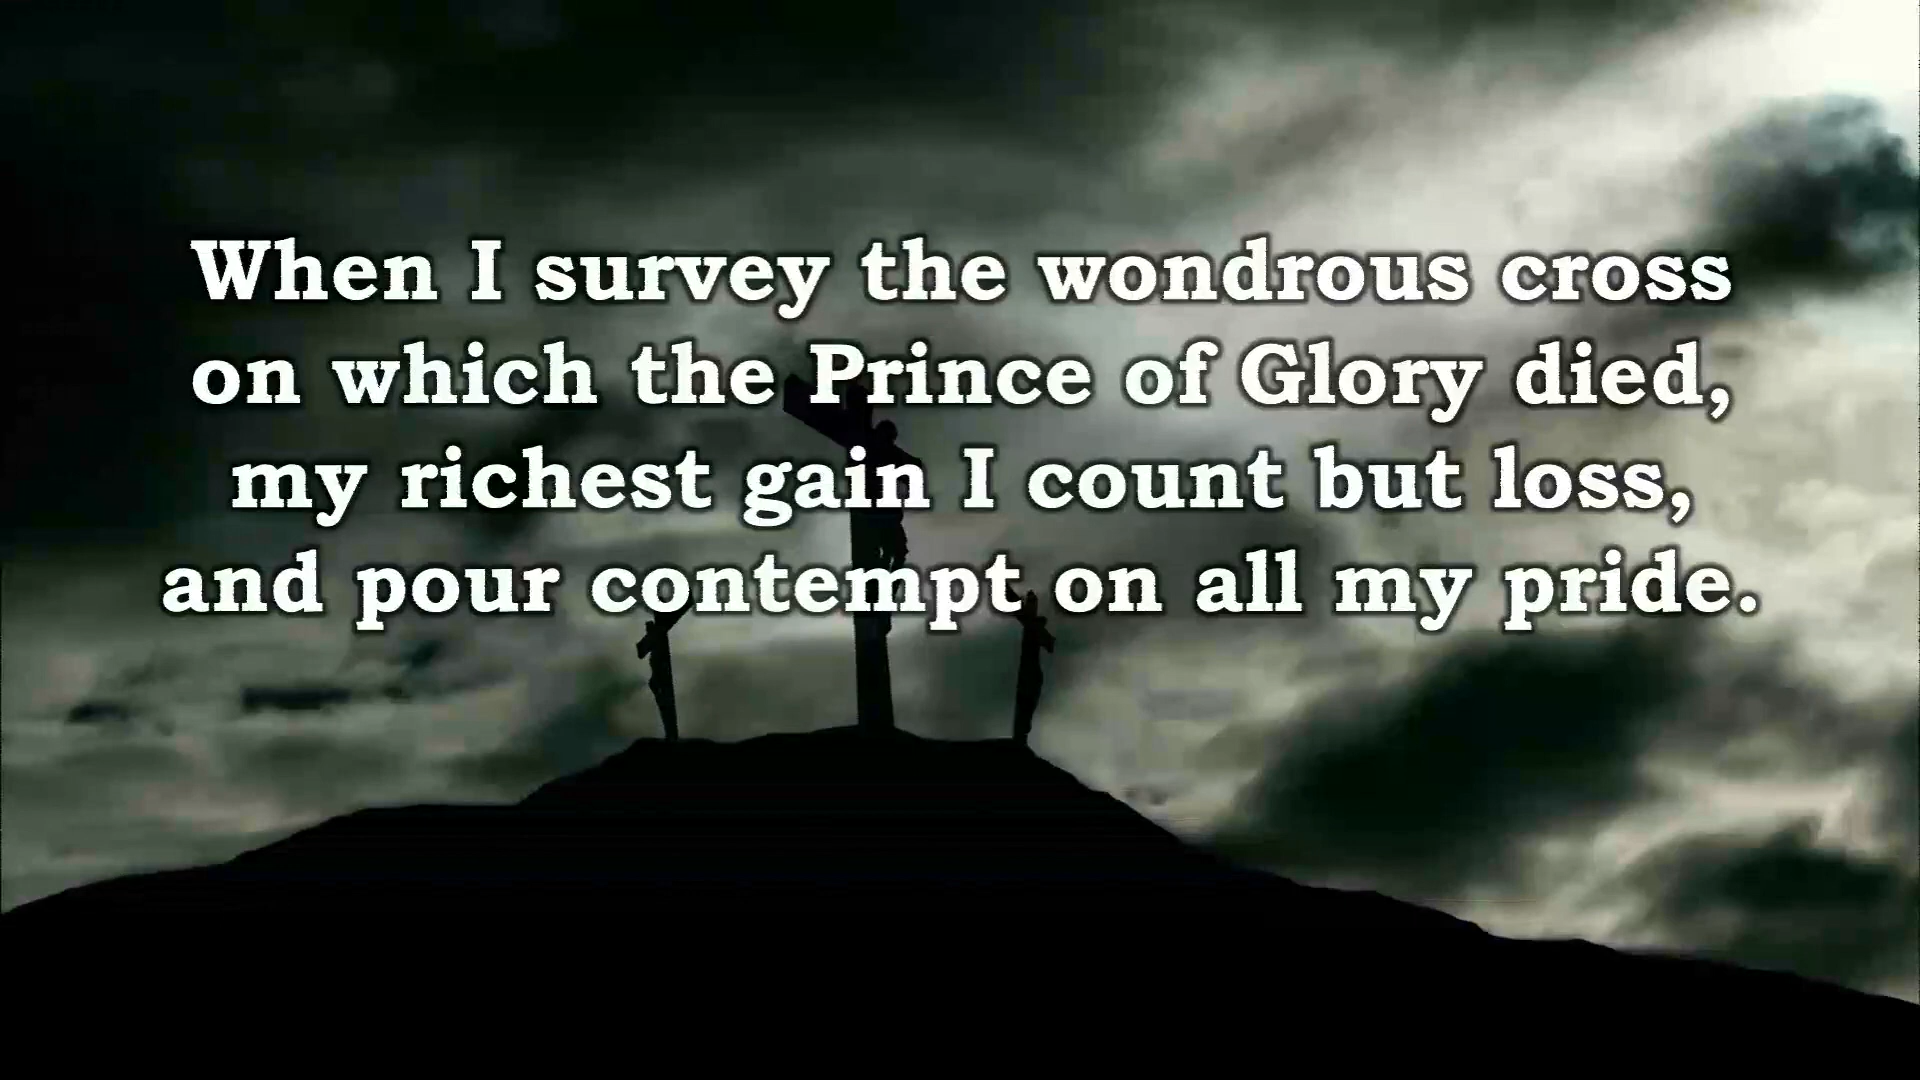 When I survey the wondrous cross
on which the Prince of Glory died,
my richest gain I count but loss,
and pour contempt on all my pride.